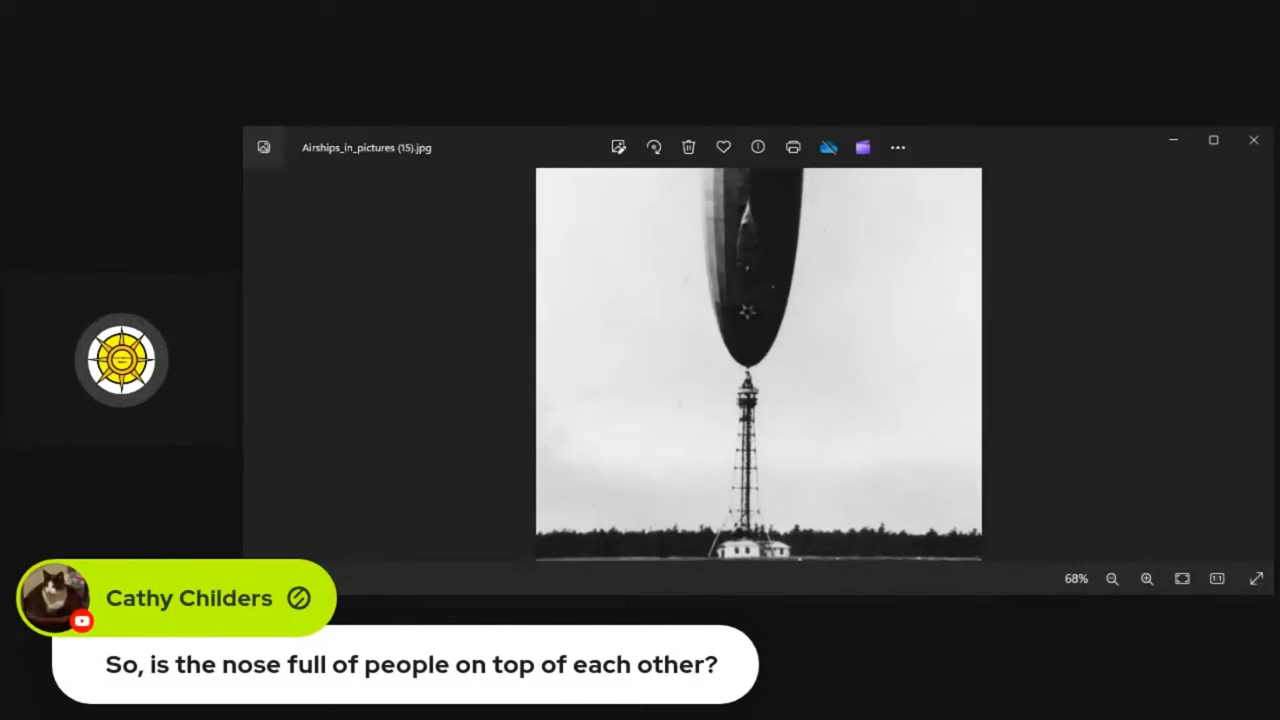 Airships_in_pictures (15).jpg
68%
Cathy Childers
So, is the nose full of people on top of each other?